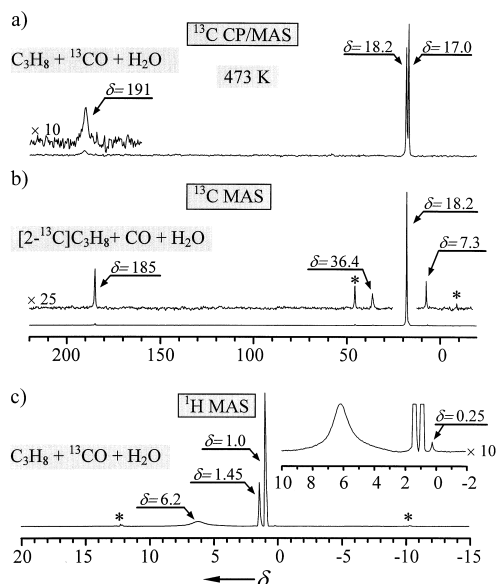 a)
¹³C CP/MAS
C₃H₈ + ¹³CO + H₂O
473 K
δ= 18.2
δ= 17.0
δ= 191
× 10
b)
¹³C MAS
[2-¹³C]C₃H₈+ CO + H₂O
δ= 18.2
δ= 7.3
δ= 36.4
δ= 185
*
*
× 25
200 150 100 50 0
c)
¹H MAS
C₃H₈ + ¹³CO + H₂O
δ= 1.0
δ= 0.25
δ= 1.45
× 10
10 8 6 4 2 0 -2
δ= 6.2
*
*
20 15 10 5 0 -5 -10 -15
δ